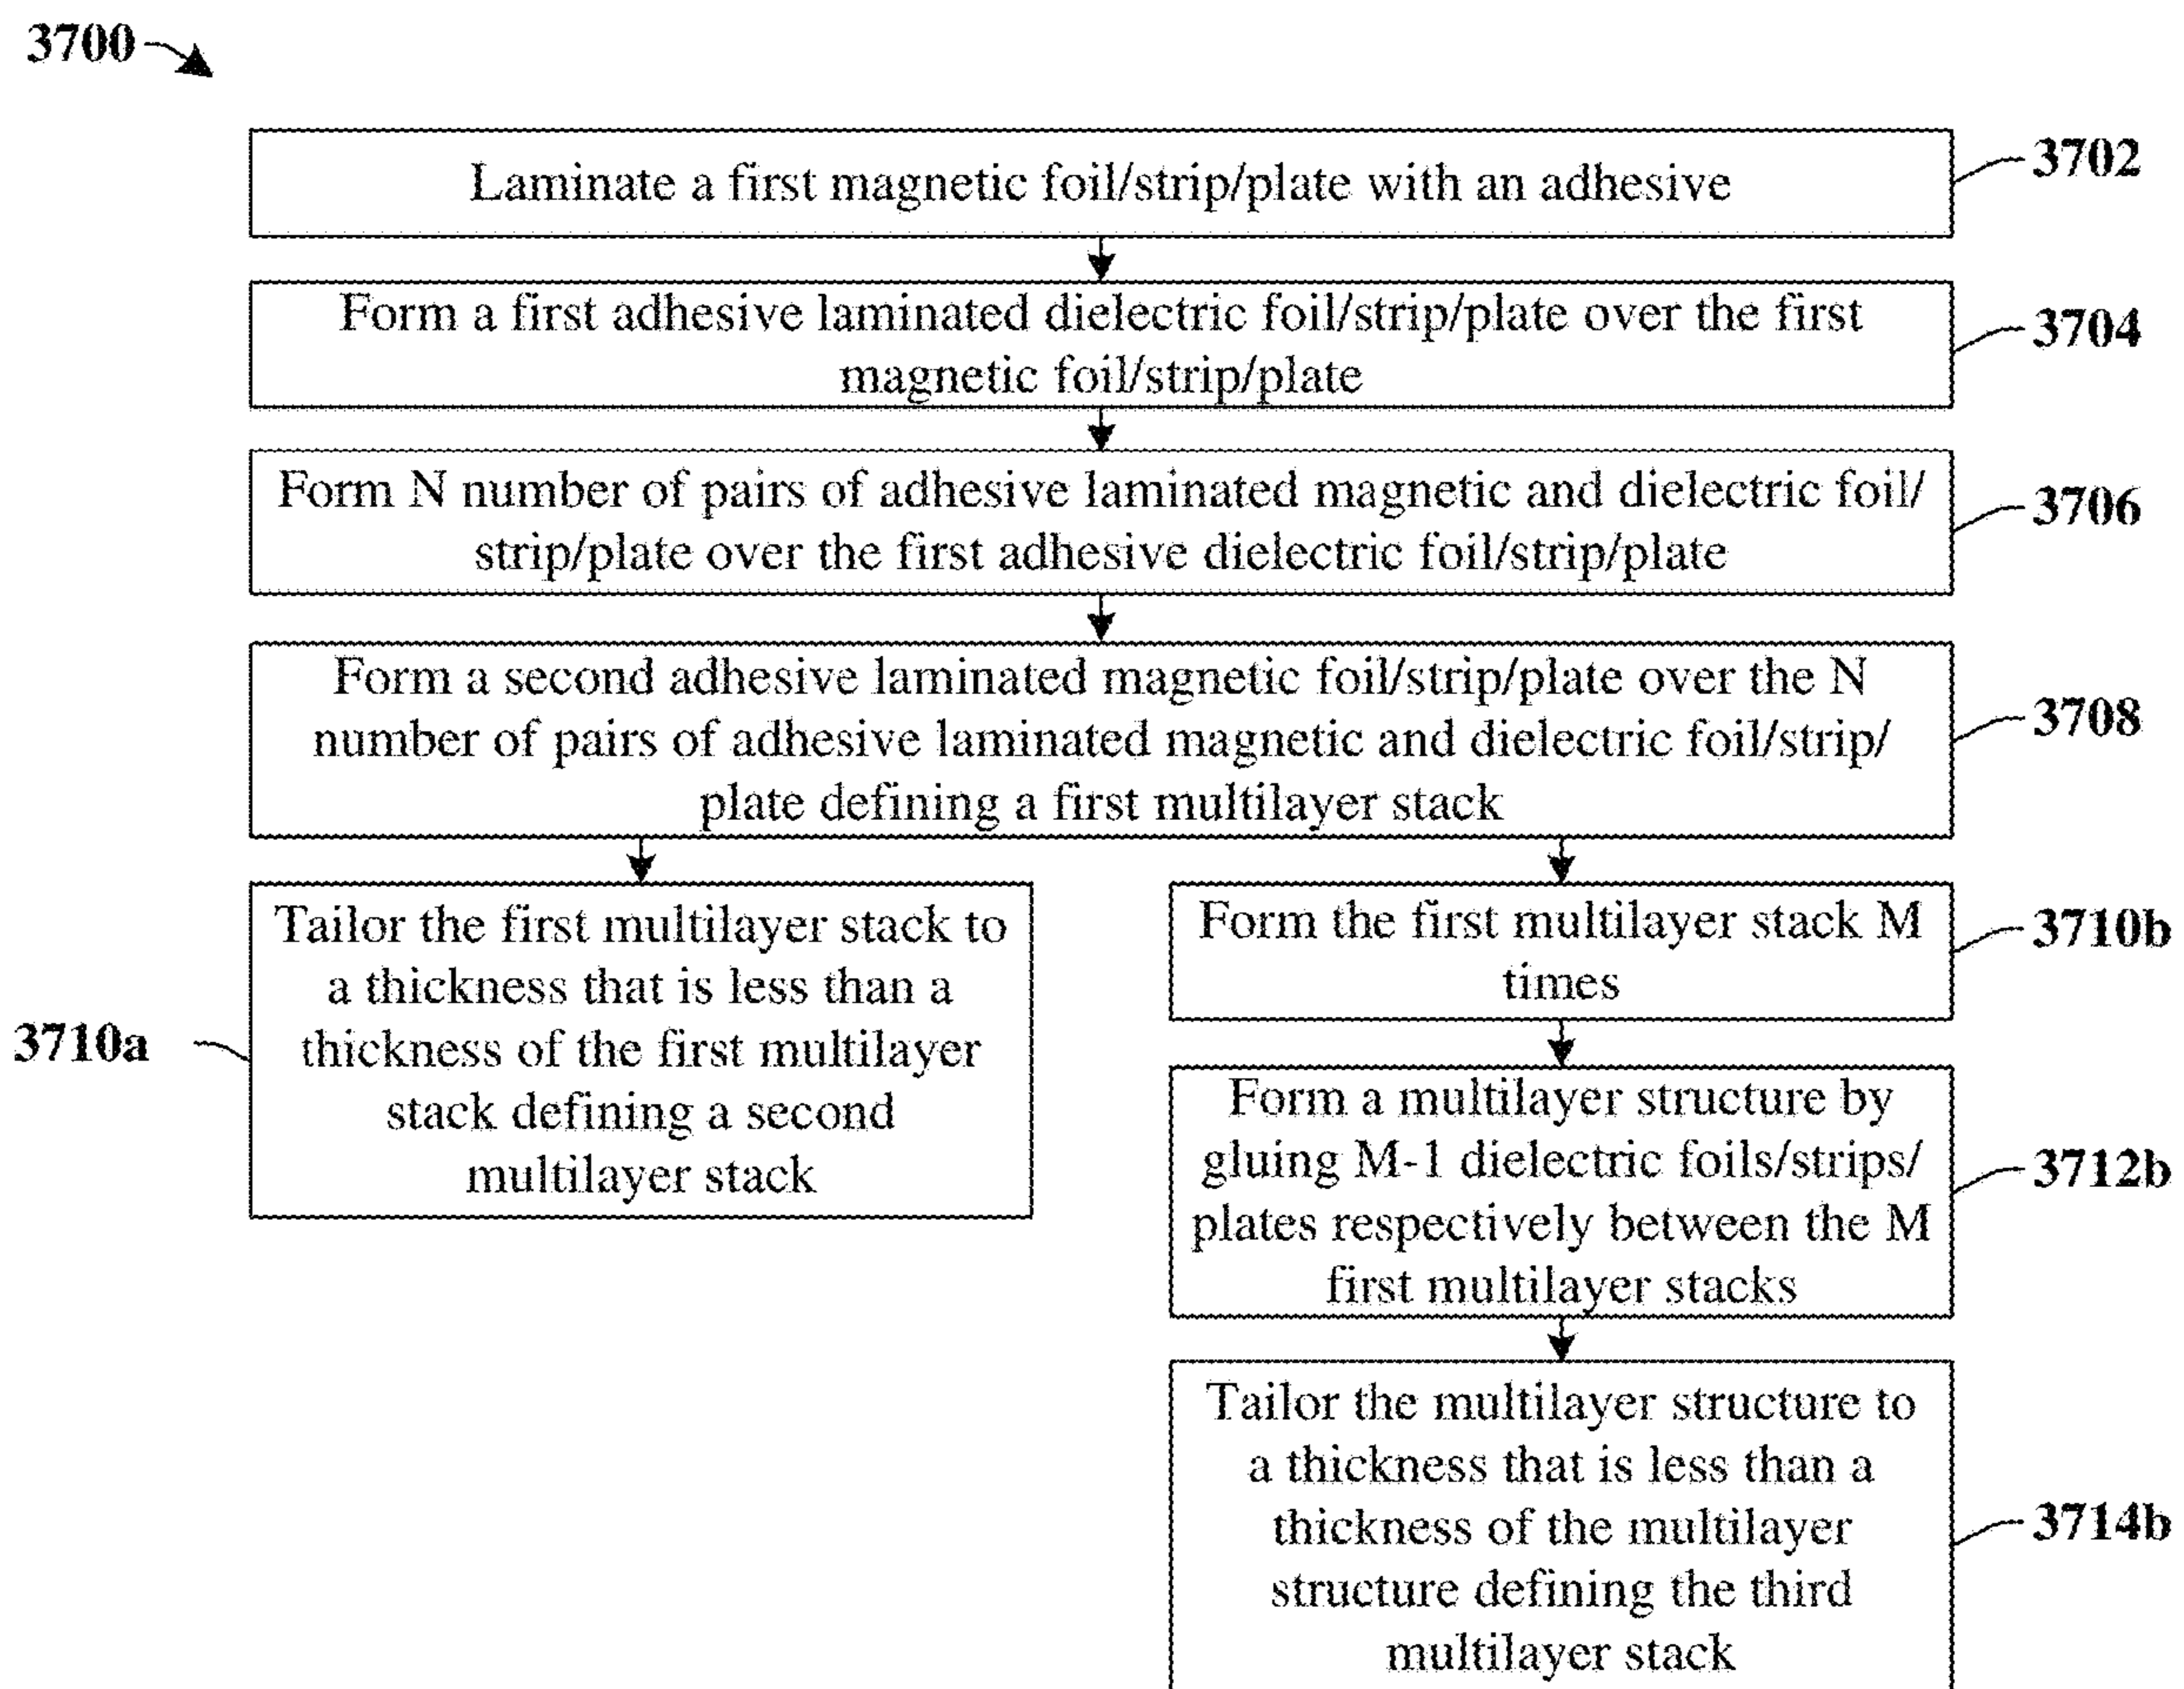 3700
Laminate a first magnetic foil/strip/plate with an adhesive
3702
Form a first adhesive laminated dielectric foil/strip/plate over the first
magnetic foil/strip/plate
3704
Form N number of pairs of adhesive laminated magnetic and dielectric foil/
strip/plate over the first adhesive dielectric foil/strip/plate
3706
Form a second adhesive laminated magnetic foil/strip/plate over the N
number of pairs of adhesive laminated magnetic and dielectric foil/strip/
plate defining a first multilayer stack
3708
Tailor the first multilayer stack to
a thickness that is less than a
thickness of the first multilayer
stack defining a second
multilayer stack
3710a
Form the first multilayer stack M
times
3710b
Form a multilayer structure by
gluing M-1 dielectric foils/strips/
plates respectively between the M
first multilayer stacks
3712b
Tailor the multilayer structure to
a thickness that is less than a
thickness of the multilayer
structure defining the third
multilayer stack
3714b